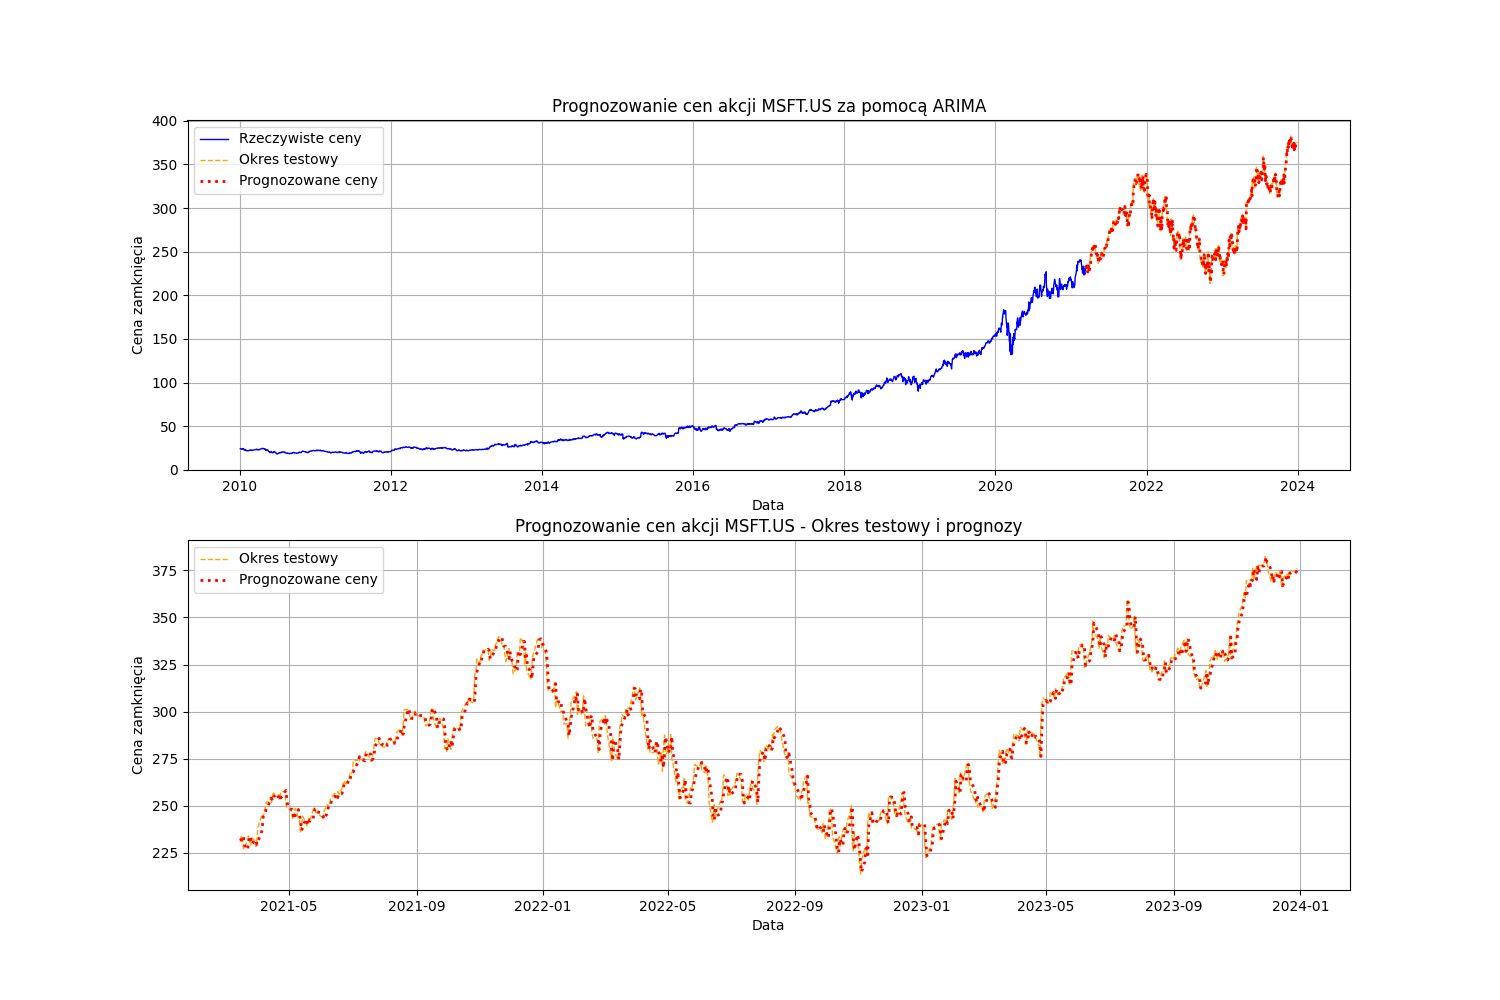 Prognozowanie cen akcji MSFT.US za pomocą ARIMA
Cena zamknięcia
400
350
300
250
200
150
100
50
0
Rzeczywiste ceny
Okres testowy
Prognozowane ceny
2010 2012 2014 2016 2018 2020 2022 2024
Data
Prognozowanie cen akcji MSFT.US - Okres testowy i prognozy
Cena zamknięcia
375
350
325
300
275
250
225
Okres testowy
Prognozowane ceny
2021-05 2021-09 2022-01 2022-05 2022-09 2023-01 2023-05 2023-09 2024-01
Data